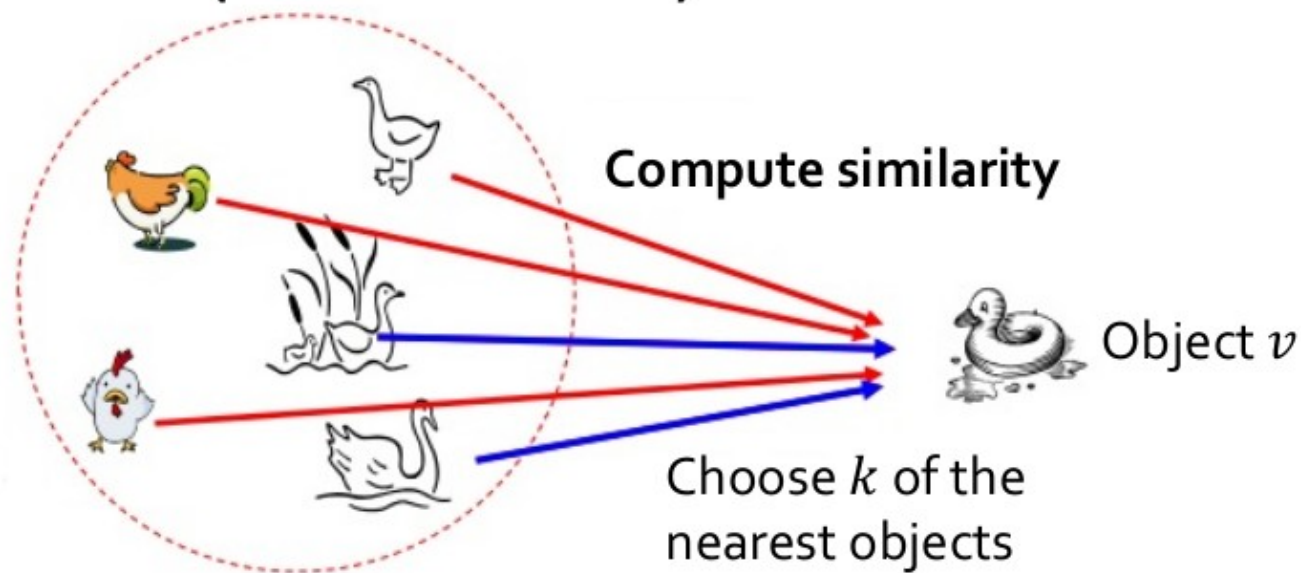 Compute similarity
Object v
Choose k of the
nearest objects